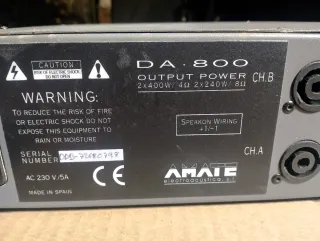 CAUTION
RISK OF ELECTRIC SHOCK
DO NOT OPEN
DA·800
OUTPUT POWER
2x400W/ 4Ω 2x240W/8Ω
CH.B
WARNING:
TO REDUCE THE RISK OF FIRE
OR ELECTRIC SHOCK DO NOT
EXPOSE THIS EQUIPMENT TO
RAIN OR MOISTURE
SPEAKON WIRING
+1/-1
SERIAL
NUMBER
CH.A
AC 230 V./5A
MADE IN SPAIN
CE
AMATE
electroacustica, s.l.